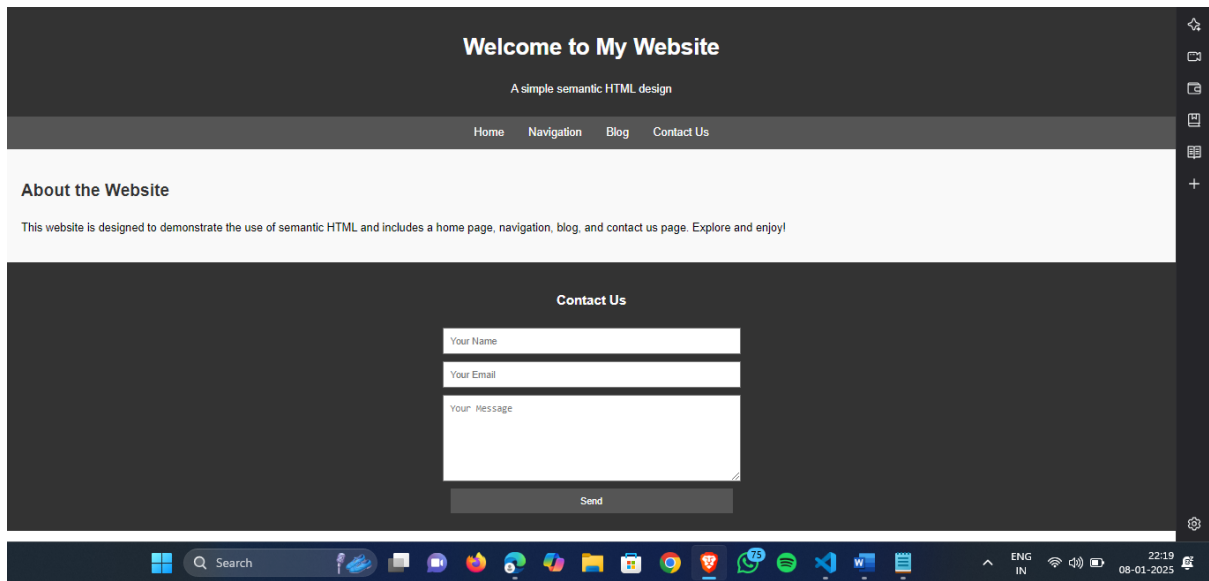 Welcome to My Website
A simple semantic HTML design
Home Navigation Blog Contact Us
About the Website
This website is designed to demonstrate the use of semantic HTML and includes a home page, navigation, blog, and contact us page. Explore and enjoy!
Contact Us
Your Name
Your Email
Your Message
Send
Search
75
W
ENG
IN
22:19
08-01-2025